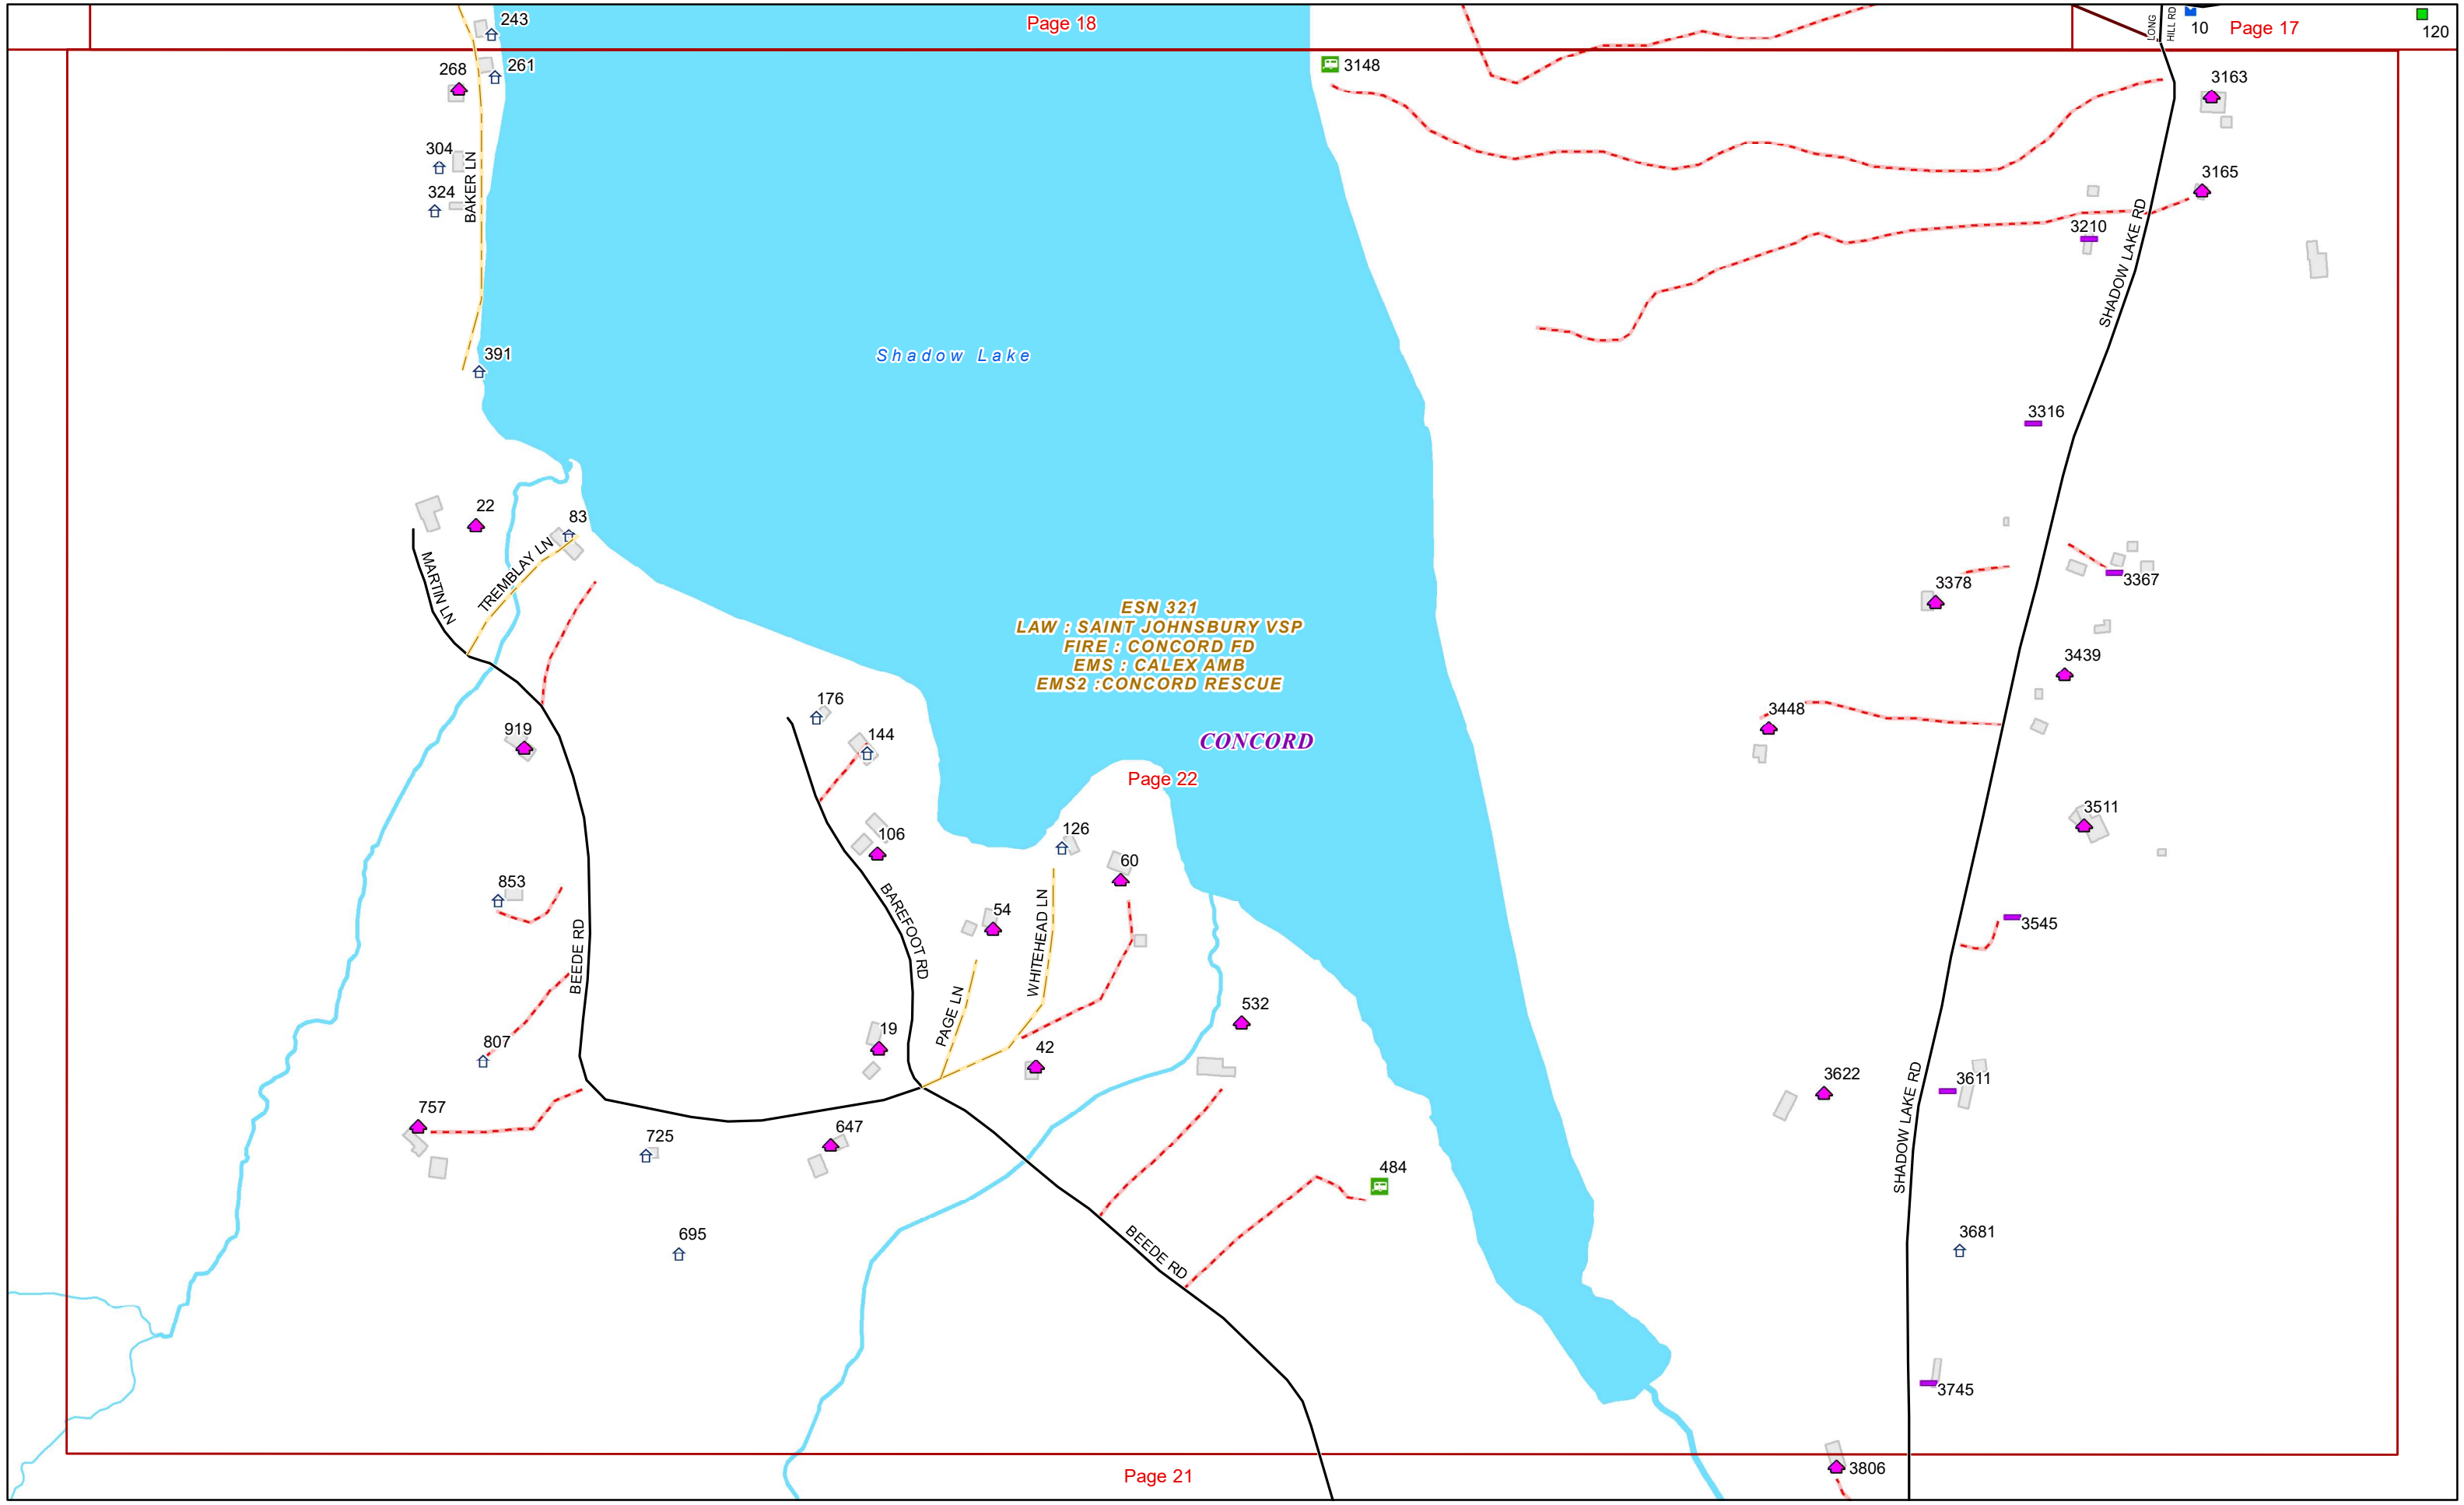 243
Page 18
LONG
HILL RD
10
Page 17
120
268
261
3148
3163
304
BAKER LN
324
3165
3210
SHADOW LAKE RD
391
Shadow Lake
3316
22
83
MARTIN LN
TREMBLAY LN
3378
3367
ESN 321
LAW : SAINT JOHNSBURY VSP
FIRE : CONCORD FD
EMS : CALEX AMB
EMS2 :CONCORD RESCUE
3439
176
144
919
CONCORD
3448
Page 22
106
126
60
3511
853
BAREFOOT RD
54
WHITEHEAD LN
BEEDE RD
3545
PAGE LN
19
532
807
42
757
3622
3611
SHADOW LAKE RD
725
647
484
695
BEEDE RD
3681
3745
Page 21
3806